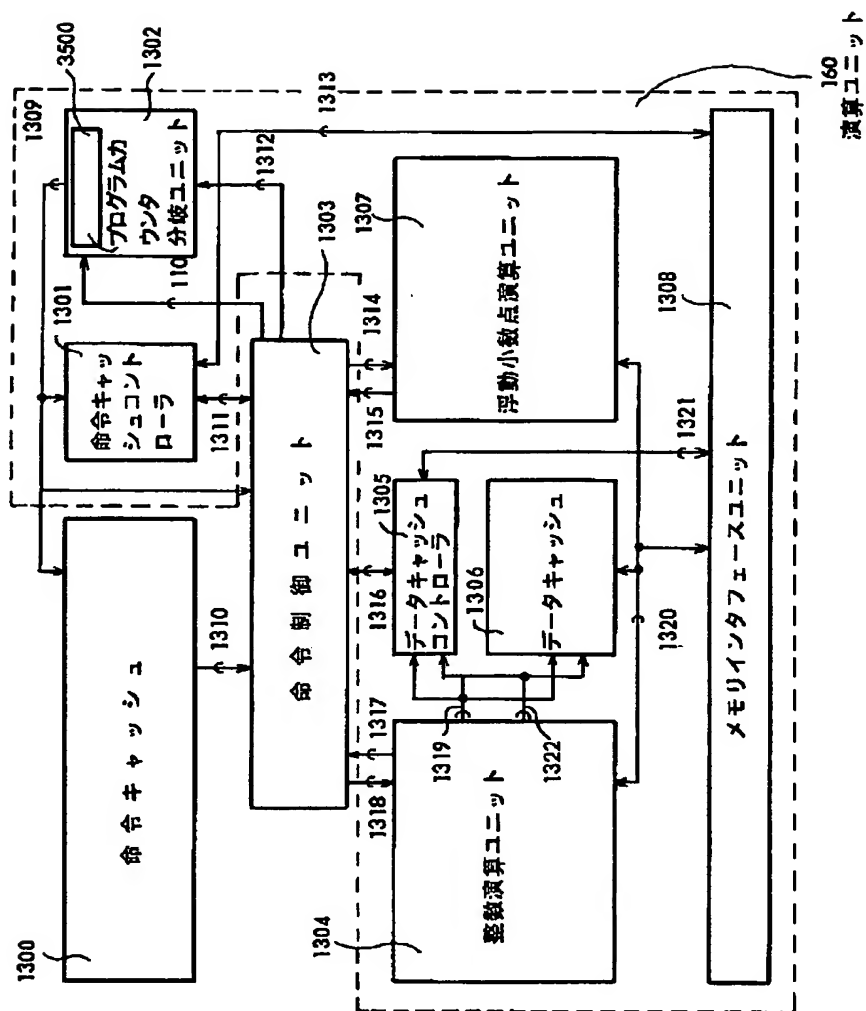 1300
命令キャッシュ
1310
1309
1301
命令キャッ
シュコント
ローラ
1311
110
プログラムカ
ウンタ
分岐ユニット
3500
1302
1312
1313
1303
命令制御ユニット
1318
1317
1316
1315
1314
1304
整数演算ユニット
1319
1322
1305
データキャッシュ
コントローラ
1306
データキャッシュ
1307
浮動小数点演算ユニット
1320
1321
1308
メモリインタフェースユニット
160
演算ユニット